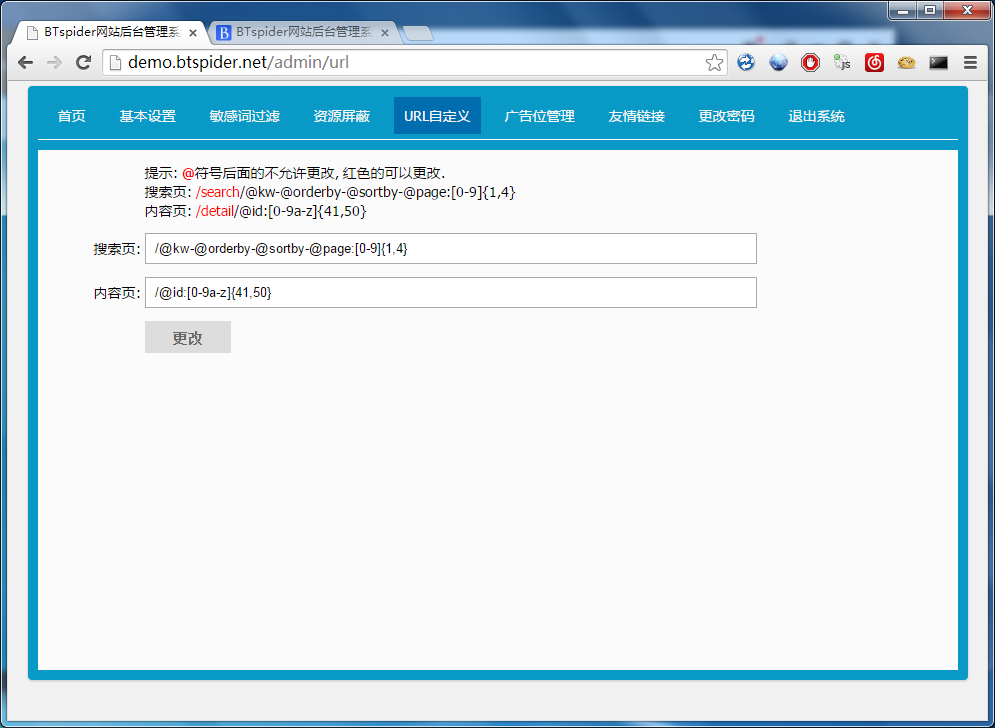 BTspider网站后台管理系
BTspider网站后台管理系
demo.btspider.net/admin/url
js
首页 基本设置 敏感词过滤 资源屏蔽 URL自定义 广告位管理 友情链接 更改密码 退出系统
提示: @符号后面的不允许更改, 红色的可以更改.
搜索页: /search/@kw-@orderby-@sortby-@page:[0-9]{1,4}
内容页: /detail/@id:[0-9a-z]{41,50}
搜索页: /@kw-@orderby-@sortby-@page:[0-9]{1,4}
内容页: /@id:[0-9a-z]{41,50}
更改